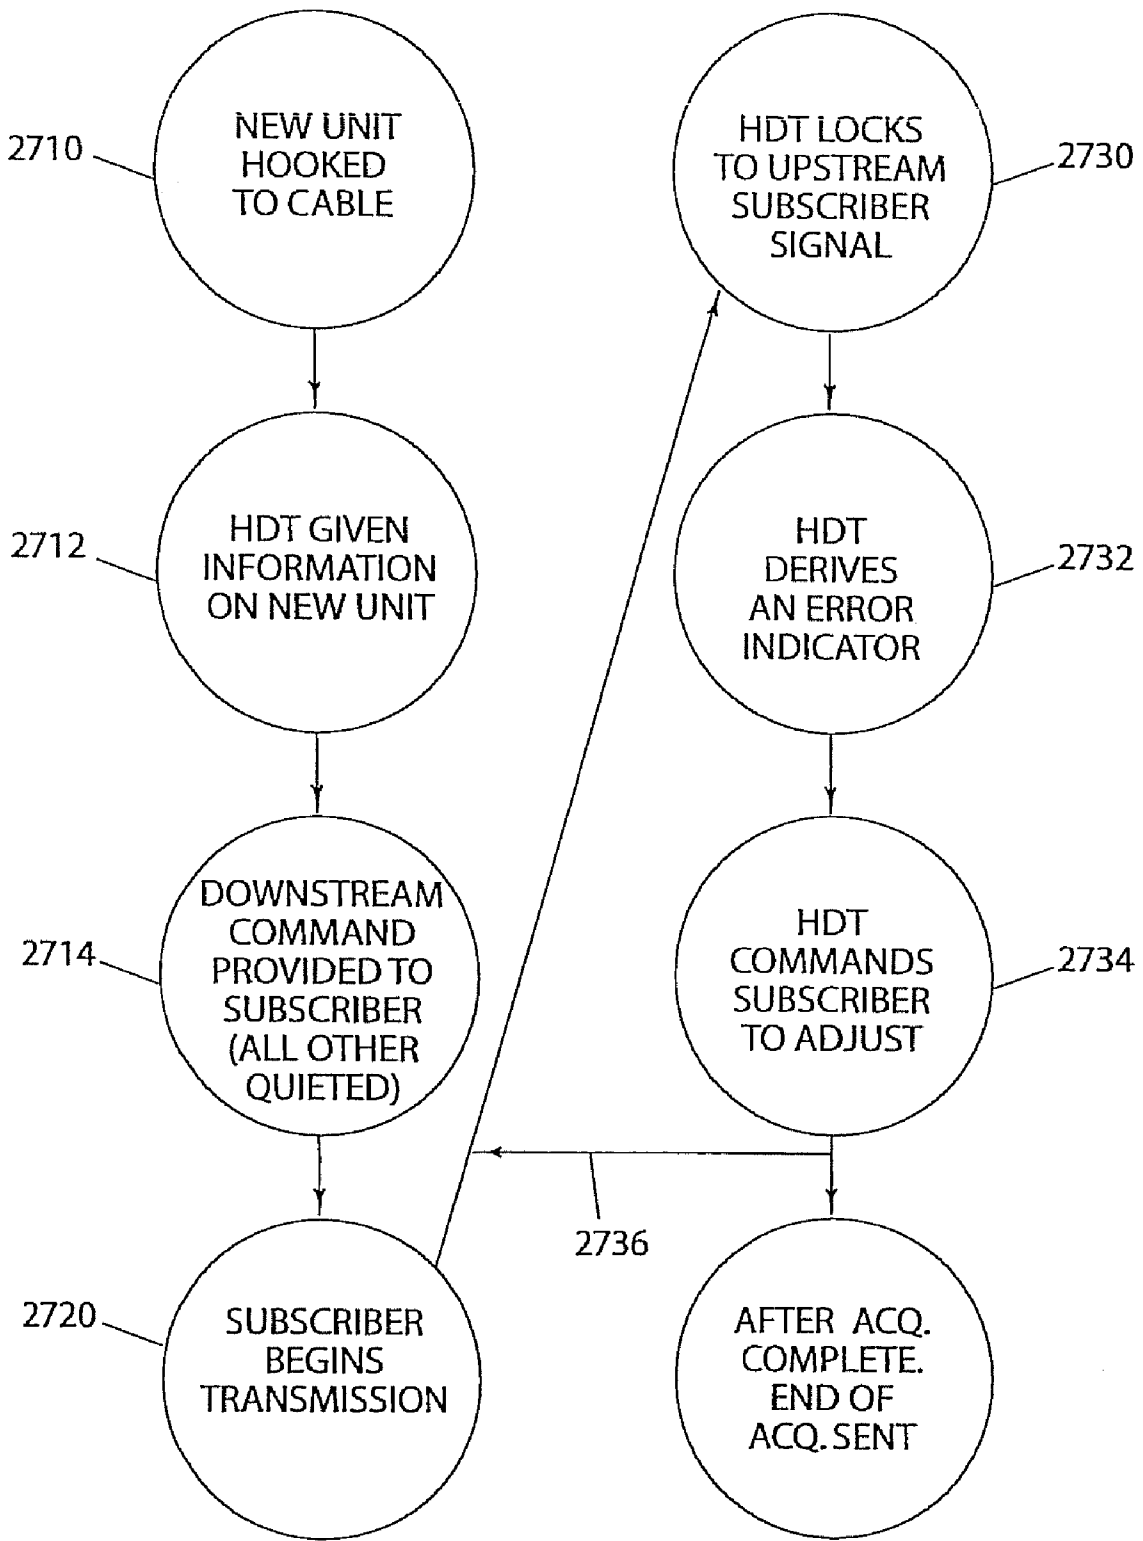 2710
NEW UNIT
HOOKED
TO CABLE
2712
HDT GIVEN
INFORMATION
ON NEW UNIT
2714
DOWNSTREAM
COMMAND
PROVIDED TO
SUBSCRIBER
(ALL OTHER
QUIETED)
2720
SUBSCRIBER
BEGINS
TRANSMISSION
HDT LOCKS
TO UPSTREAM
SUBSCRIBER
SIGNAL
2730
HDT
DERIVES
AN ERROR
INDICATOR
2732
HDT
COMMANDS
SUBSCRIBER
TO ADJUST
2734
2736
AFTER ACQ.
COMPLETE.
END OF
ACQ. SENT